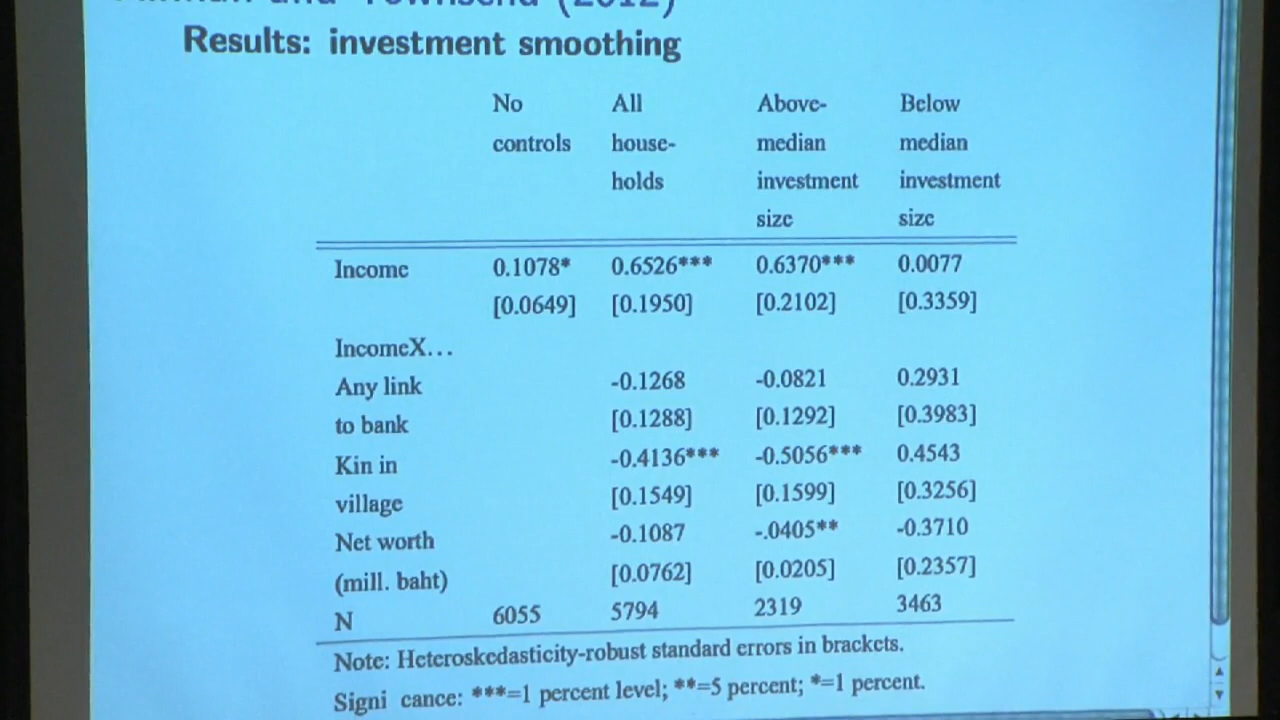 and Townsend (2012)
Results: investment smoothing
No controls All house-holds Above-median investment size Below median investment size
Income 0.1078* 0.6526*** 0.6370*** 0.0077
[0.0649] [0.1950] [0.2102] [0.3359]
IncomeX...
Any link -0.1268 -0.0821 0.2931
to bank [0.1288] [0.1292] [0.3983]
Kin in -0.4136*** -0.5056*** 0.4543
village [0.1549] [0.1599] [0.3256]
Net worth -0.1087 -.0405** -0.3710
(mill. baht) [0.0762] [0.0205] [0.2357]
N 6055 5794 2319 3463
Note: Heteroskedasticity-robust standard errors in brackets.
Signi cance: ***=1 percent level; **=5 percent; *=1 percent.